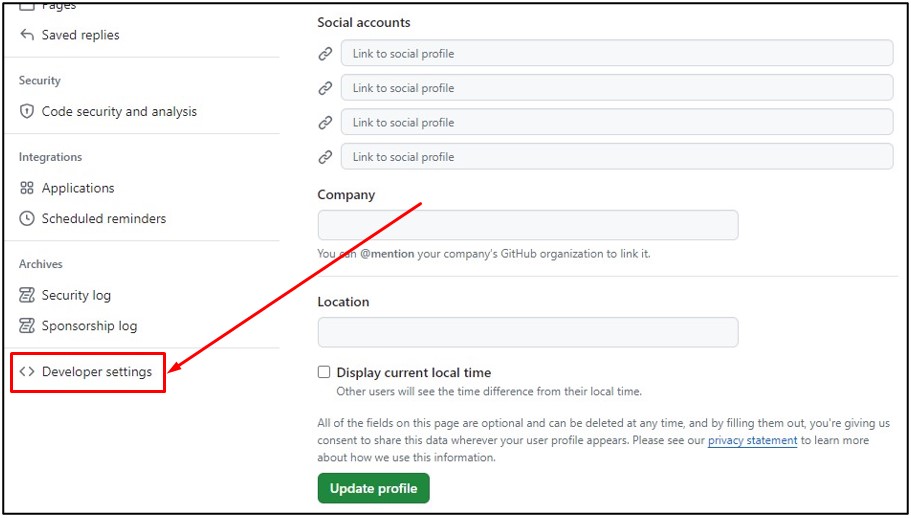 Pages
Saved replies
Security
Code security and analysis
Integrations
Applications
Scheduled reminders
Archives
Security log
Sponsorship log
Developer settings
Social accounts
Link to social profile
Link to social profile
Link to social profile
Link to social profile
Company
You can @mention your company's GitHub organization to link it.
Location
Display current local time
Other users will see the time difference from their local time.
All of the fields on this page are optional and can be deleted at any time, and by filling them out, you're giving us
consent to share this data wherever your user profile appears. Please see our privacy statement to learn more
about how we use this information.
Update profile